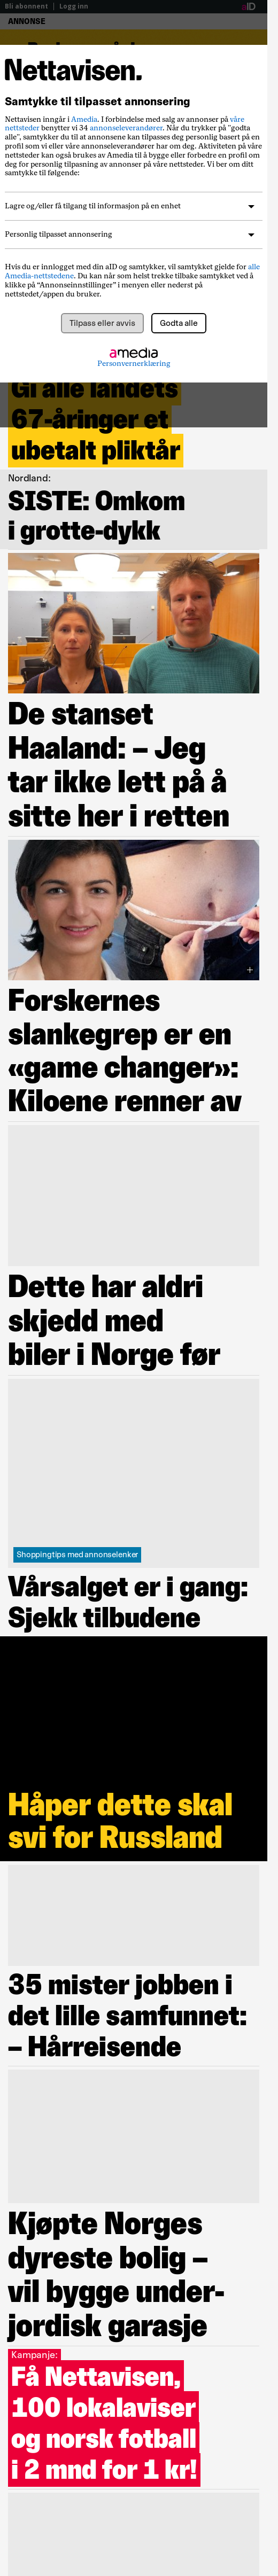 Bli abonnent | Logg inn
aID
ANNONSE
Nettavisen.
Samtykke til tilpasset annonsering
Nettavisen inngår i Amedia. I forbindelse med salg av annonser på våre
nettsteder benytter vi 34 annonseleverandører. Når du trykker på "godta
alle", samtykker du til at annonsene kan tilpasses deg personlig basert på en
profil som vi eller våre annonseleverandører har om deg. Aktivitetene på våre
nettsteder kan også brukes av Amedia til å bygge eller forbedre en profil om
deg for personlig tilpasning av annonser på våre nettsteder. Vi ber om ditt
samtykke til følgende:
Lagre og/eller få tilgang til informasjon på en enhet
Personlig tilpasset annonsering
Hvis du er innlogget med din aID og samtykker, vil samtykket gjelde for alle
Amedia-nettstedene. Du kan når som helst trekke tilbake samtykket ved å
klikke på "Annonseinnstillinger" i menyen eller nederst på
nettstedet/appen du bruker.
Tilpass eller avvis
Godta alle
amedia
Personvernerklæring
Gi alle landets
67-åringer et
ubetalt pliktår
Nordland:
SISTE: Omkom
i grotte-dykk
De stanset
Haaland: – Jeg
tar ikke lett på å
sitte her i retten
Forskernes
slankegrep er en
«game changer»:
Kiloene renner av
Dette har aldri
skjedd med
biler i Norge før
Shoppingtips med annonselenker
Vårsalget er i gang:
Sjekk tilbudene
Håper dette skal
svi for Russland
35 mister jobben i
det lille samfunnet:
– Hårreisende
Kjøpte Norges
dyreste bolig –
vil bygge under-
jordisk garasje
Kampanje:
Få Nettavisen,
100 lokalaviser
og norsk fotball
i 2 mnd for 1 kr!